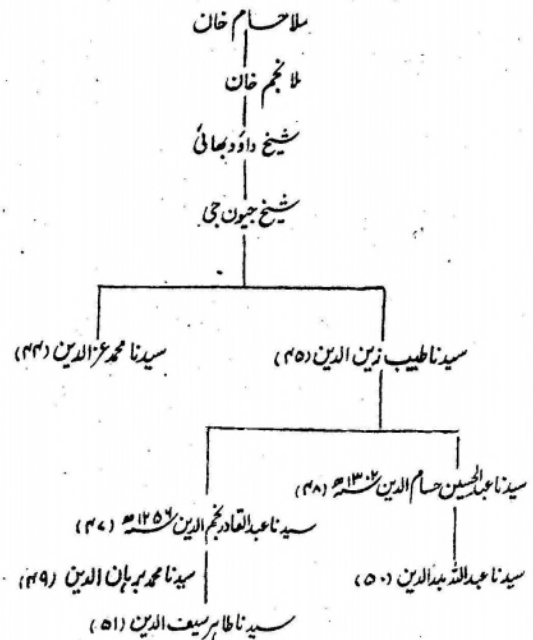 ملا حسام خان
ملا نجم خان
شیخ داؤد بھائی
شیخ جیون جی
سیدنا طیب زین الدین (۴۵)
سیدنا محمد عز الدین (۴۴)
سیدنا عبد الحسین حسام الدین ۱۳۰۲ھ (۴۸)
سیدنا عبد القادر نجم الدین ۱۲۵۶ھ (۴۷)
سیدنا عبد اللہ بدر الدین (۵۰)
سیدنا محمد برہان الدین (۴۹)
سیدنا طاہر سیف الدین (۵۱)